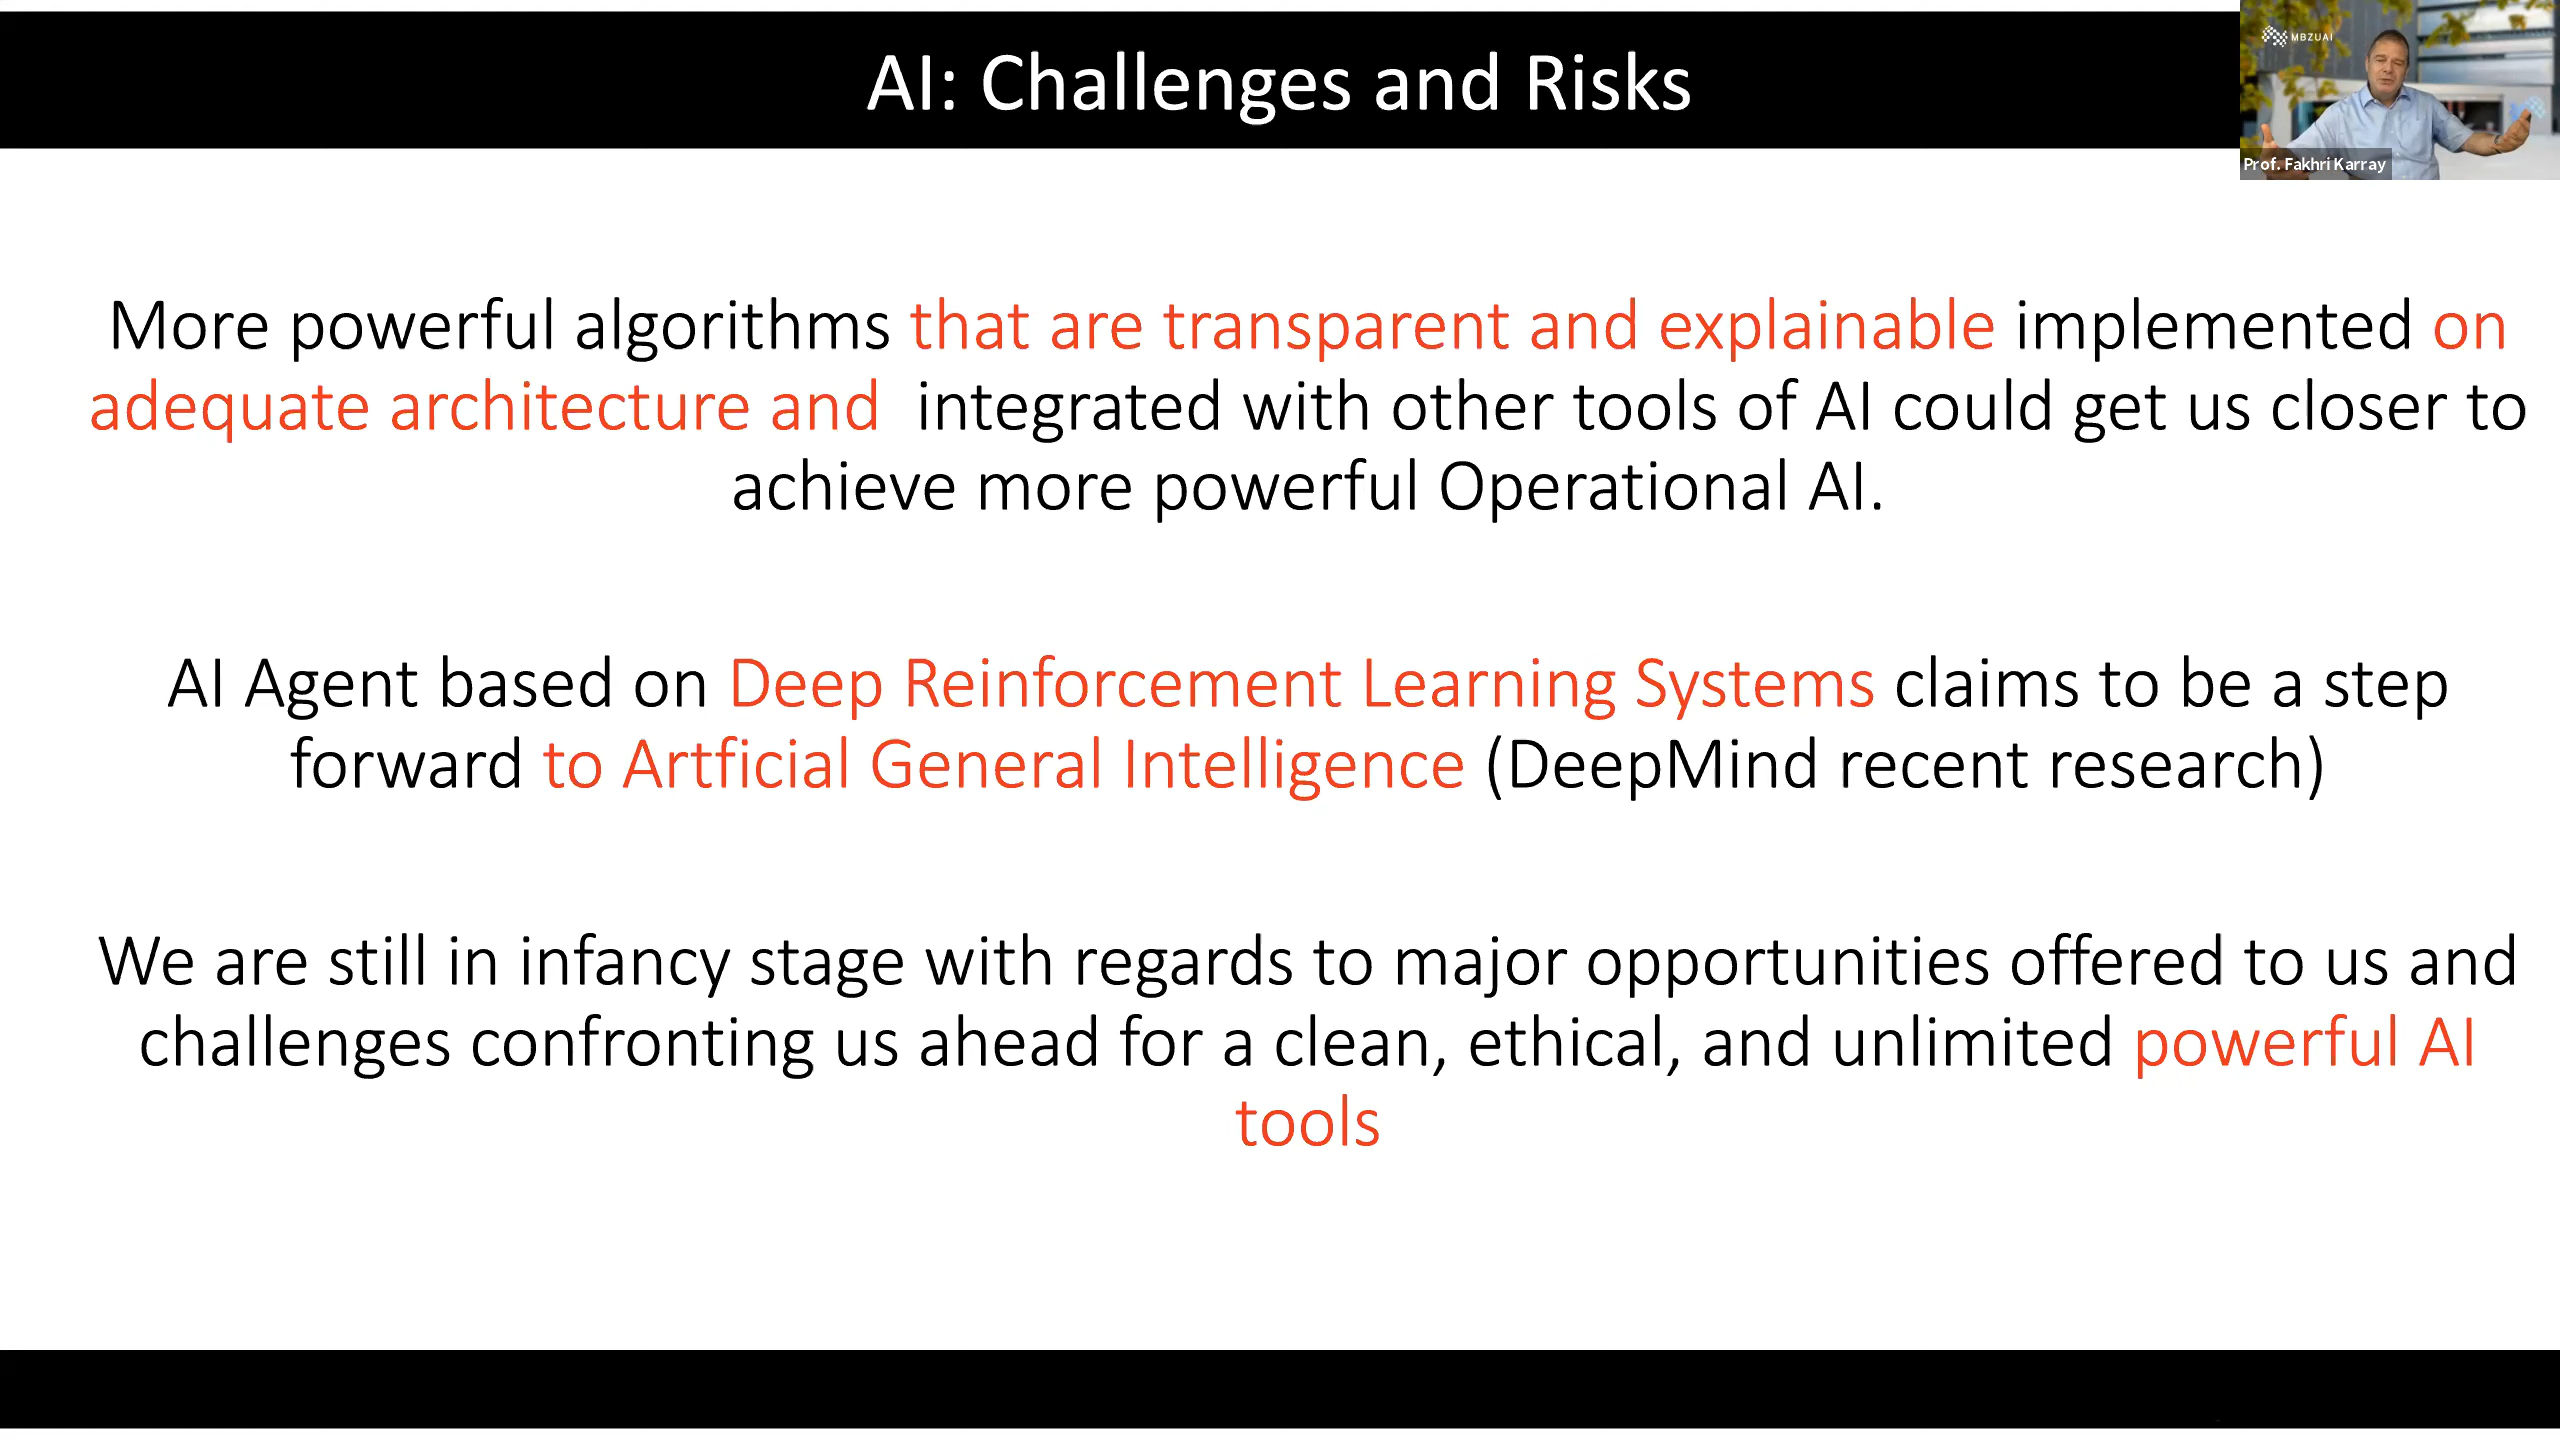 AI: Challenges and Risks
MBZUAI
Prof. Fakhri Karray
More powerful algorithms that are transparent and explainable implemented on
adequate architecture and integrated with other tools of AI could get us closer to
achieve more powerful Operational AI.
AI Agent based on Deep Reinforcement Learning Systems claims to be a step
forward to Artficial General Intelligence (DeepMind recent research)
We are still in infancy stage with regards to major opportunities offered to us and
challenges confronting us ahead for a clean, ethical, and unlimited powerful AI
tools